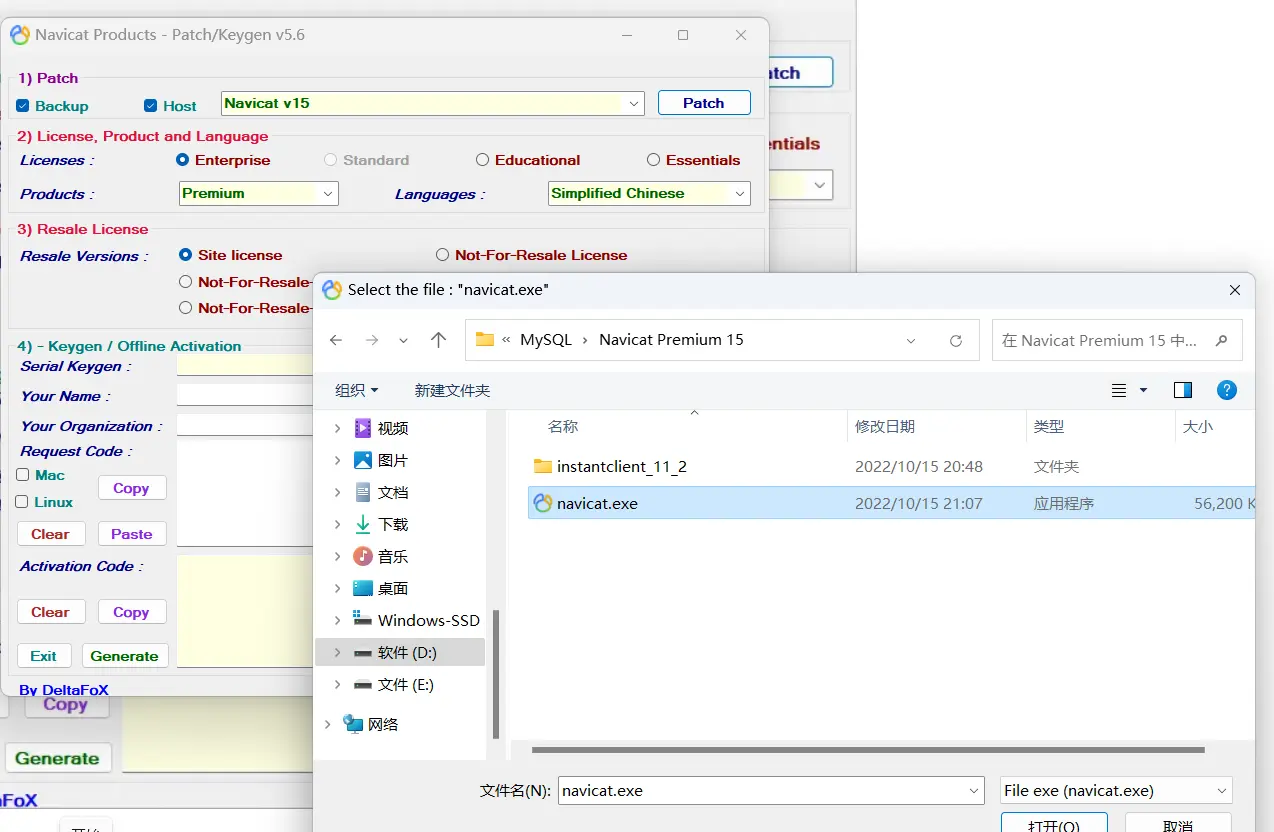 Navicat Products - Patch/Keygen v5.6
1) Patch
Backup Host Navicat v15 Patch
2) License, Product and Language
Licenses : Enterprise Standard Educational Essentials
Products : Premium Languages : Simplified Chinese
3) Resale License
Resale Versions : Site license Not-For-Resale License
Not-For-Resale-
Not-For-Resale-
4) - Keygen / Offline Activation
Serial Keygen :
Your Name :
Your Organization :
Request Code :
Mac
Copy
Linux
Clear Paste
Activation Code :
Clear Copy
Exit Generate
By DeltaFoX
tch
entials
Copy
Generate
aFoX
Select the file : "navicat.exe"
« MySQL › Navicat Premium 15
在 Navicat Premium 15 中...
组织 新建文件夹
名称 修改日期 类型 大小
instantclient_11_2 2022/10/15 20:48 文件夹
navicat.exe 2022/10/15 21:07 应用程序 56,200 K
视频
图片
文档
下载
音乐
桌面
Windows-SSD
软件 (D:)
文件 (E:)
网络
文件名(N): navicat.exe File exe (navicat.exe)
打开(O) 取消